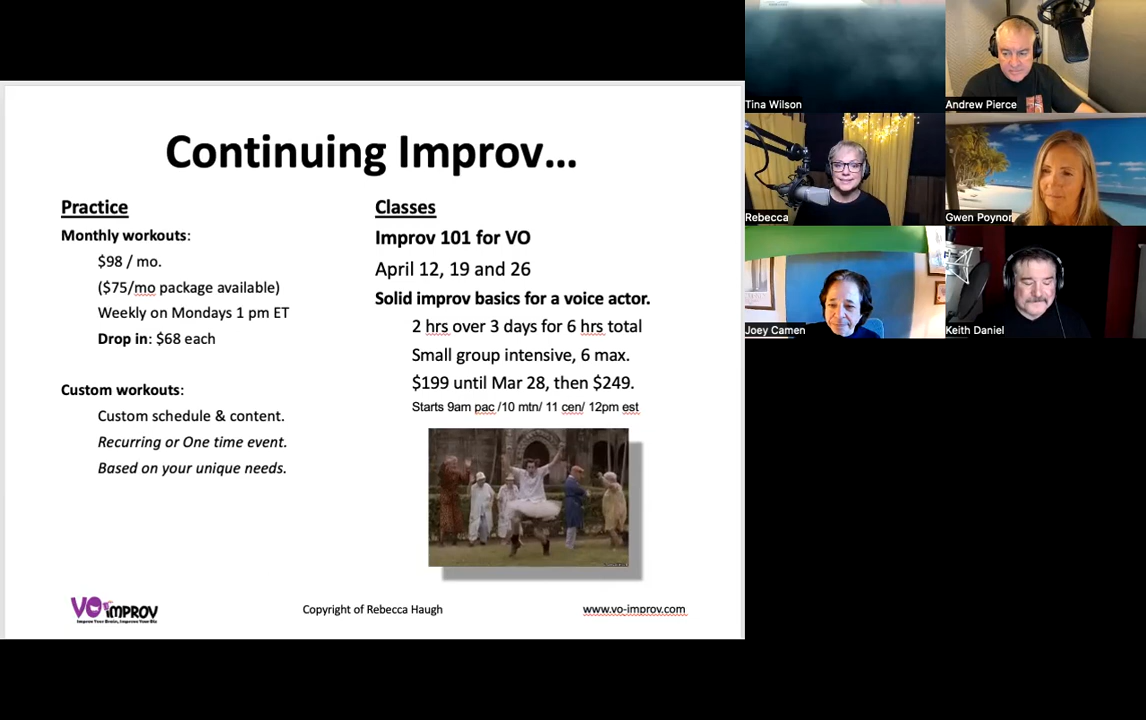 Continuing Improv...
Practice
Monthly workouts:
$98 / mo.
($75/mo package available)
Weekly on Mondays 1 pm ET
Drop in: $68 each
Custom workouts:
Custom schedule & content.
Recurring or One time event.
Based on your unique needs.
Classes
Improv 101 for VO
April 12, 19 and 26
Solid improv basics for a voice actor.
2 hrs over 3 days for 6 hrs total
Small group intensive, 6 max.
$199 until Mar 28, then $249.
Starts 9am pac /10 mtn/ 11 cen/ 12pm est
VO IMPROV
Copyright of Rebecca Haugh
www.vo-improv.com
Tina Wilson
Andrew Pierce
Rebecca
Gwen Poynor
Joey Camen
Keith Daniel